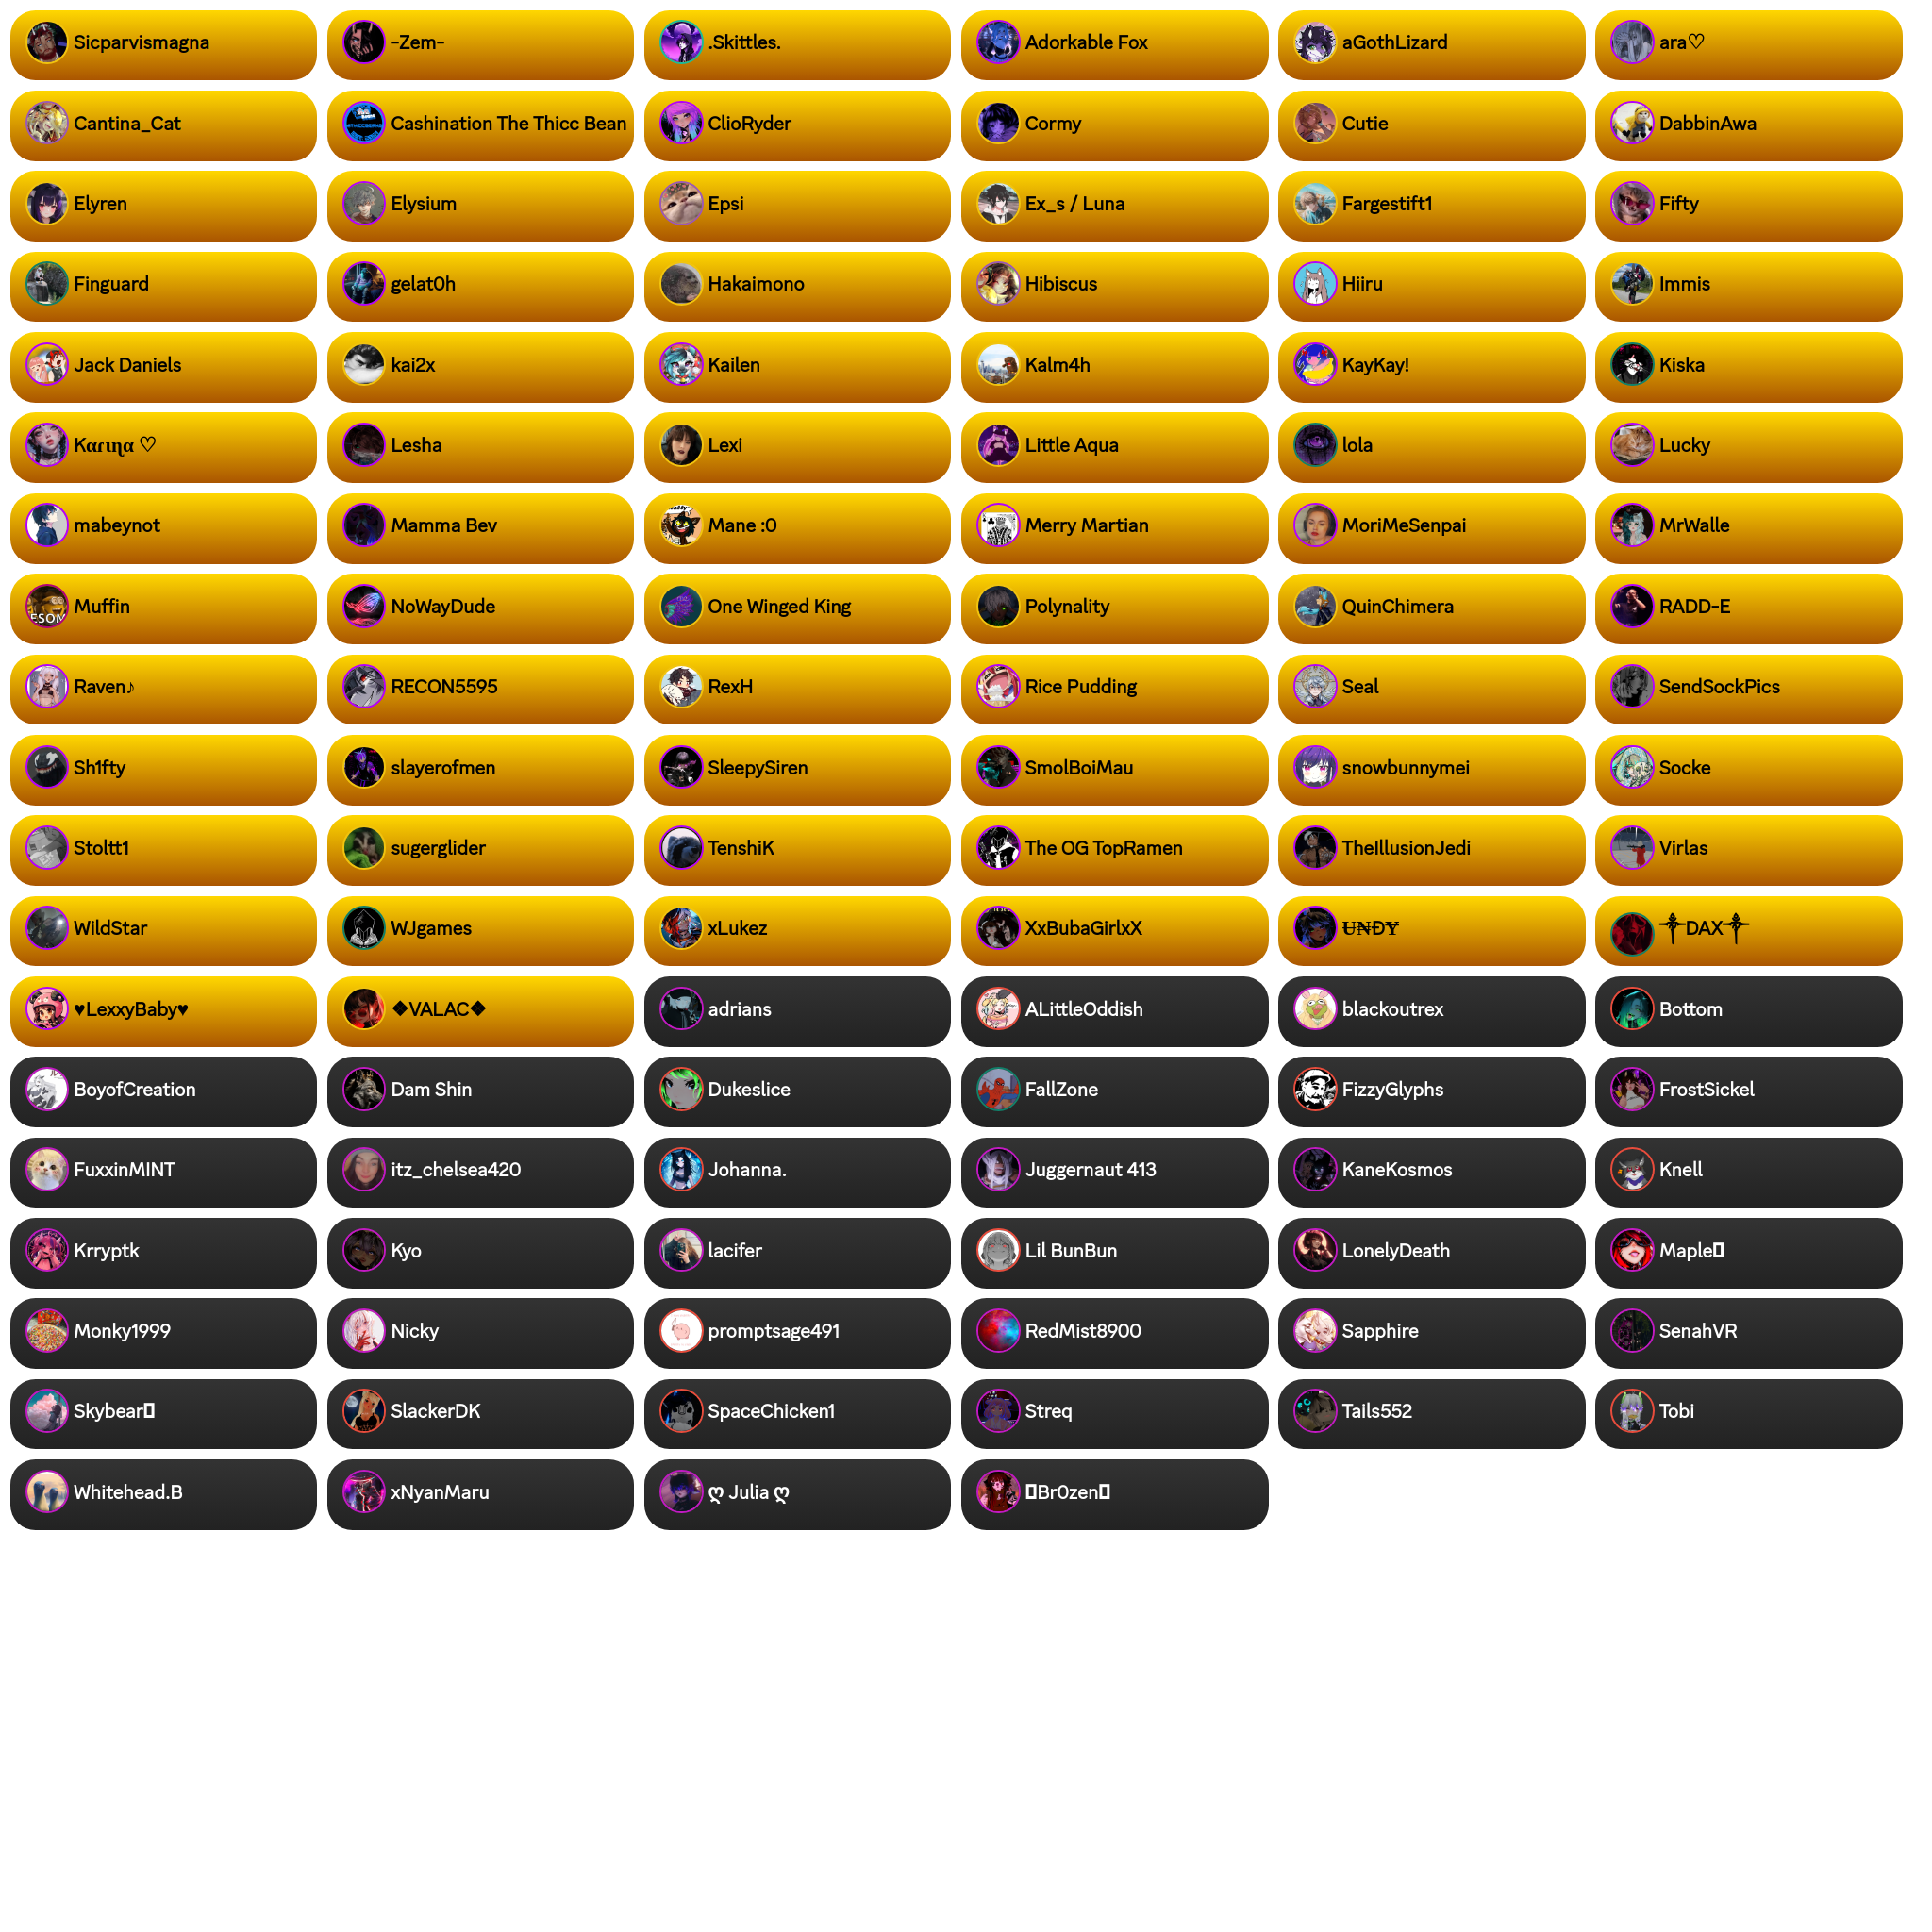 Sicparvismagna
-Zem-
.Skittles.
Adorkable Fox
aGothLizard
ara♡
Cantina_Cat
Cashination The Thicc Bean
ClioRyder
Cormy
Cutie
DabbinAwa
Elyren
Elysium
Epsi
Ex_s / Luna
Fargestift1
Fifty
Finguard
gelat0h
Hakaimono
Hibiscus
Hiiru
Immis
Jack Daniels
kai2x
Kailen
Kalm4h
KayKay!
Kiska
Kαɾιɳα ♡
Lesha
Lexi
Little Aqua
lola
Lucky
mabeynot
Mamma Bev
Mane :0
Merry Martian
MoriMeSenpai
MrWalle
Muffin
NoWayDude
One Winged King
Polynality
QuinChimera
RADD-E
Raven♪
RECON5595
RexH
Rice Pudding
Seal
SendSockPics
Sh1fty
slayerofmen
SleepySiren
SmolBoiMau
snowbunnymei
Socke
Stoltt1
sugerglider
TenshiK
The OG TopRamen
TheIllusionJedi
Virlas
WildStar
WJgames
xLukez
XxBubaGirlxX
U̶N̶ĐY̶
༒DAX༒
♥LexxyBaby♥
❖VALAC❖
adrians
ALittleOddish
blackoutrex
Bottom
BoyofCreation
Dam Shin
Dukeslice
FallZone
FizzyGlyphs
FrostSickel
FuxxinMINT
itz_chelsea420
Johanna.
Juggernaut 413
KaneKosmos
Knell
Krryptk
Kyo
lacifer
Lil BunBun
LonelyDeath
Maple
Monky1999
Nicky
promptsage491
RedMist8900
Sapphire
SenahVR
Skybear
SlackerDK
SpaceChicken1
Streq
Tails552
Tobi
Whitehead.B
xNyanMaru
ღ Julia ღ
Br0zen